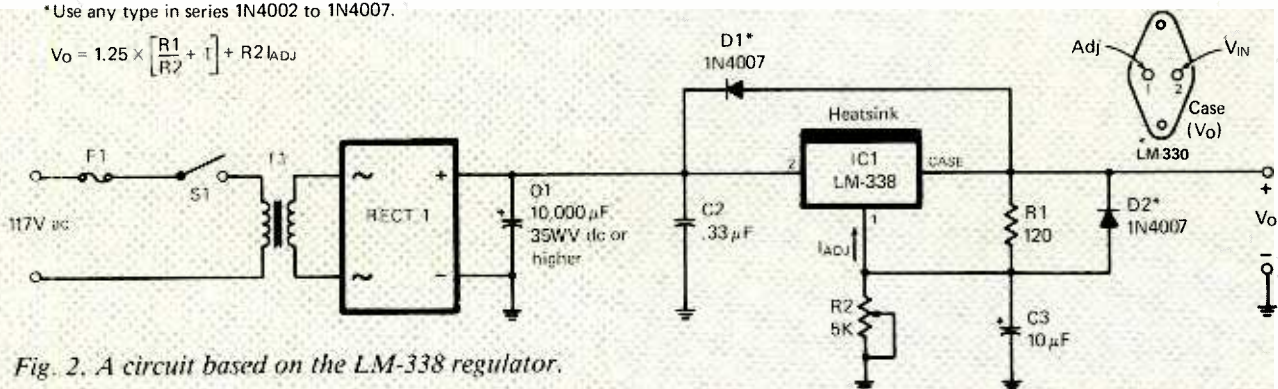 *Use any type in series 1N4002 to 1N4007.
Vo = 1.25 × [R1/R2 + 1] + R2 IADJ
D1*
1N4007
Adj
VIN
1 2
Case
(Vo)
LM 330
F1
S1
117V ac
RECT 1
~
~
+
−
+
10,000 µF
35WV dc or
higher
C2
.33 µF
Heatsink
2
IC1
LM-338
CASE
1
IADJ
R1
120
D2*
1N4007
+
Vo
−
R2
5K
+
C3
10 µF
Fig. 2. A circuit based on the LM-338 regulator.